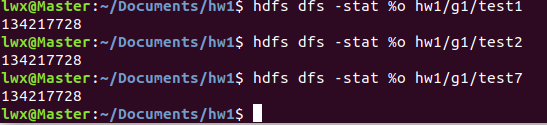 lwx@Master:~/Documents/hw1$ hdfs dfs -stat %o hw1/g1/test1
134217728
lwx@Master:~/Documents/hw1$ hdfs dfs -stat %o hw1/g1/test2
134217728
lwx@Master:~/Documents/hw1$ hdfs dfs -stat %o hw1/g1/test7
134217728
lwx@Master:~/Documents/hw1$